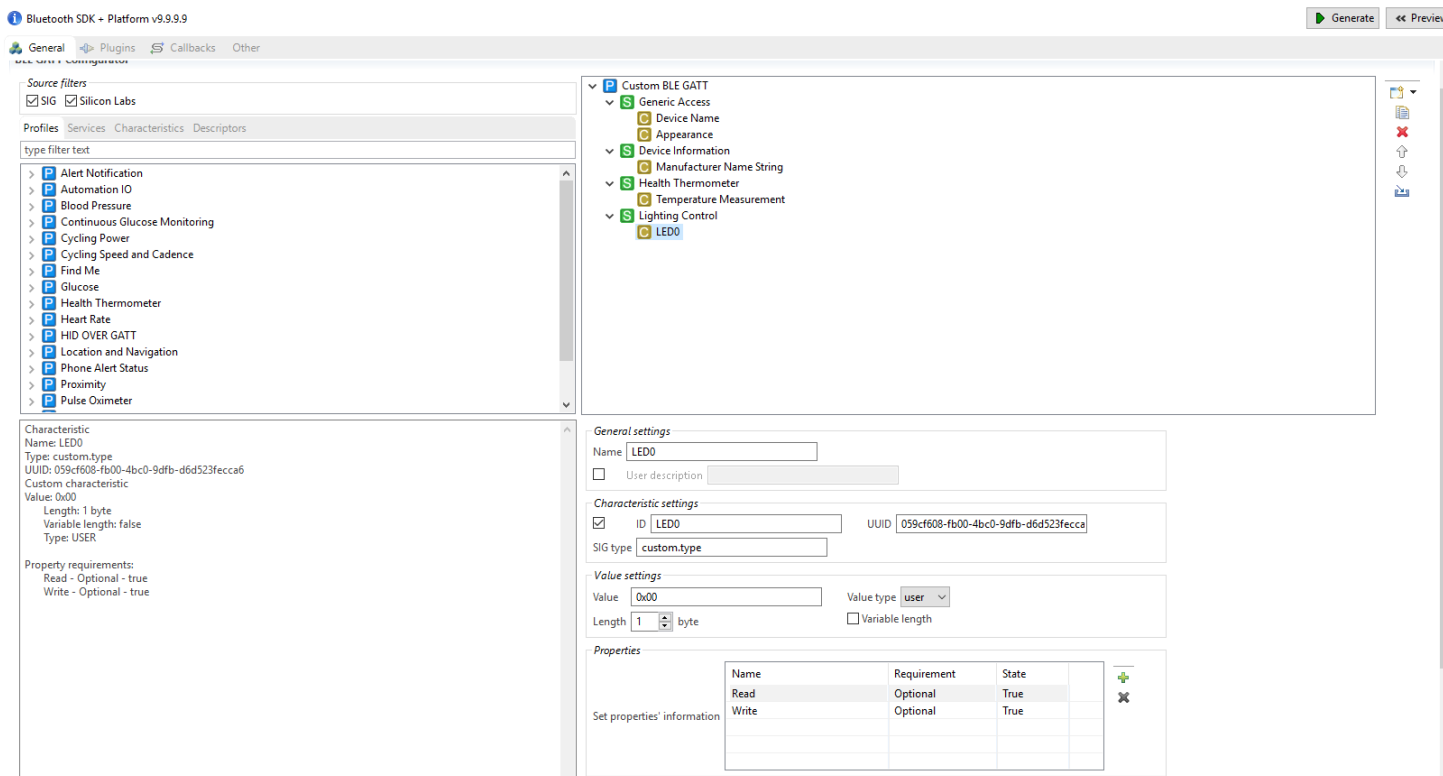 Bluetooth SDK + Platform v9.9.9.9
Generate
Preview
General Plugins Callbacks Other
BLE GATT Configurator
Source filters
SIG Silicon Labs
Profiles Services Characteristics Descriptors
type filter text
Alert Notification
Automation IO
Blood Pressure
Continuous Glucose Monitoring
Cycling Power
Cycling Speed and Cadence
Find Me
Glucose
Health Thermometer
Heart Rate
HID OVER GATT
Location and Navigation
Phone Alert Status
Proximity
Pulse Oximeter
Custom BLE GATT
Generic Access
Device Name
Appearance
Device Information
Manufacturer Name String
Health Thermometer
Temperature Measurement
Lighting Control
LED0
Characteristic
Name: LED0
Type: custom.type
UUID: 059cf608-fb00-4bc0-9dfb-d6d523fecca6
Custom characteristic
Value: 0x00
Length: 1 byte
Variable length: false
Type: USER
Property requirements:
Read - Optional - true
Write - Optional - true
General settings
Name LED0
User description
Characteristic settings
ID LED0 UUID 059cf608-fb00-4bc0-9dfb-d6d523fecca
SIG type custom.type
Value settings
Value 0x00 Value type user
Length 1 byte Variable length
Properties
Name Requirement State
Read Optional True
Write Optional True
Set properties' information